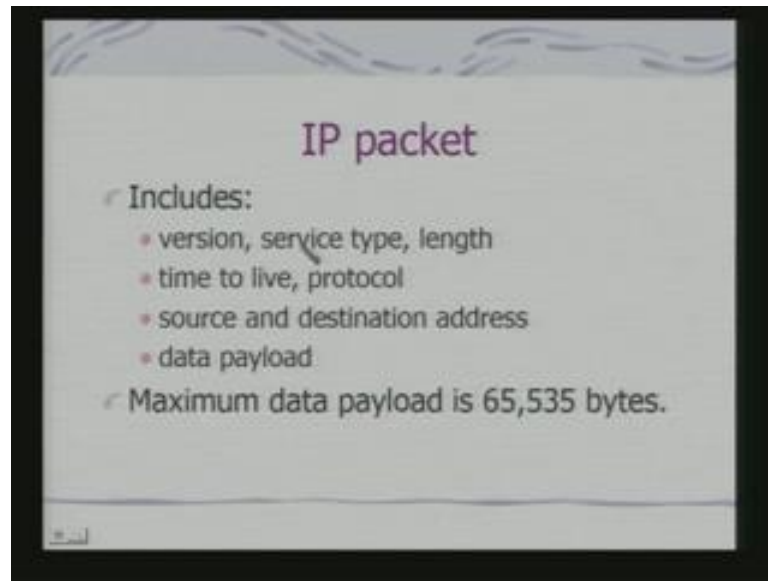 IP packet
Includes:
version, service type, length
time to live, protocol
source and destination address
data payload
Maximum data payload is 65,535 bytes.